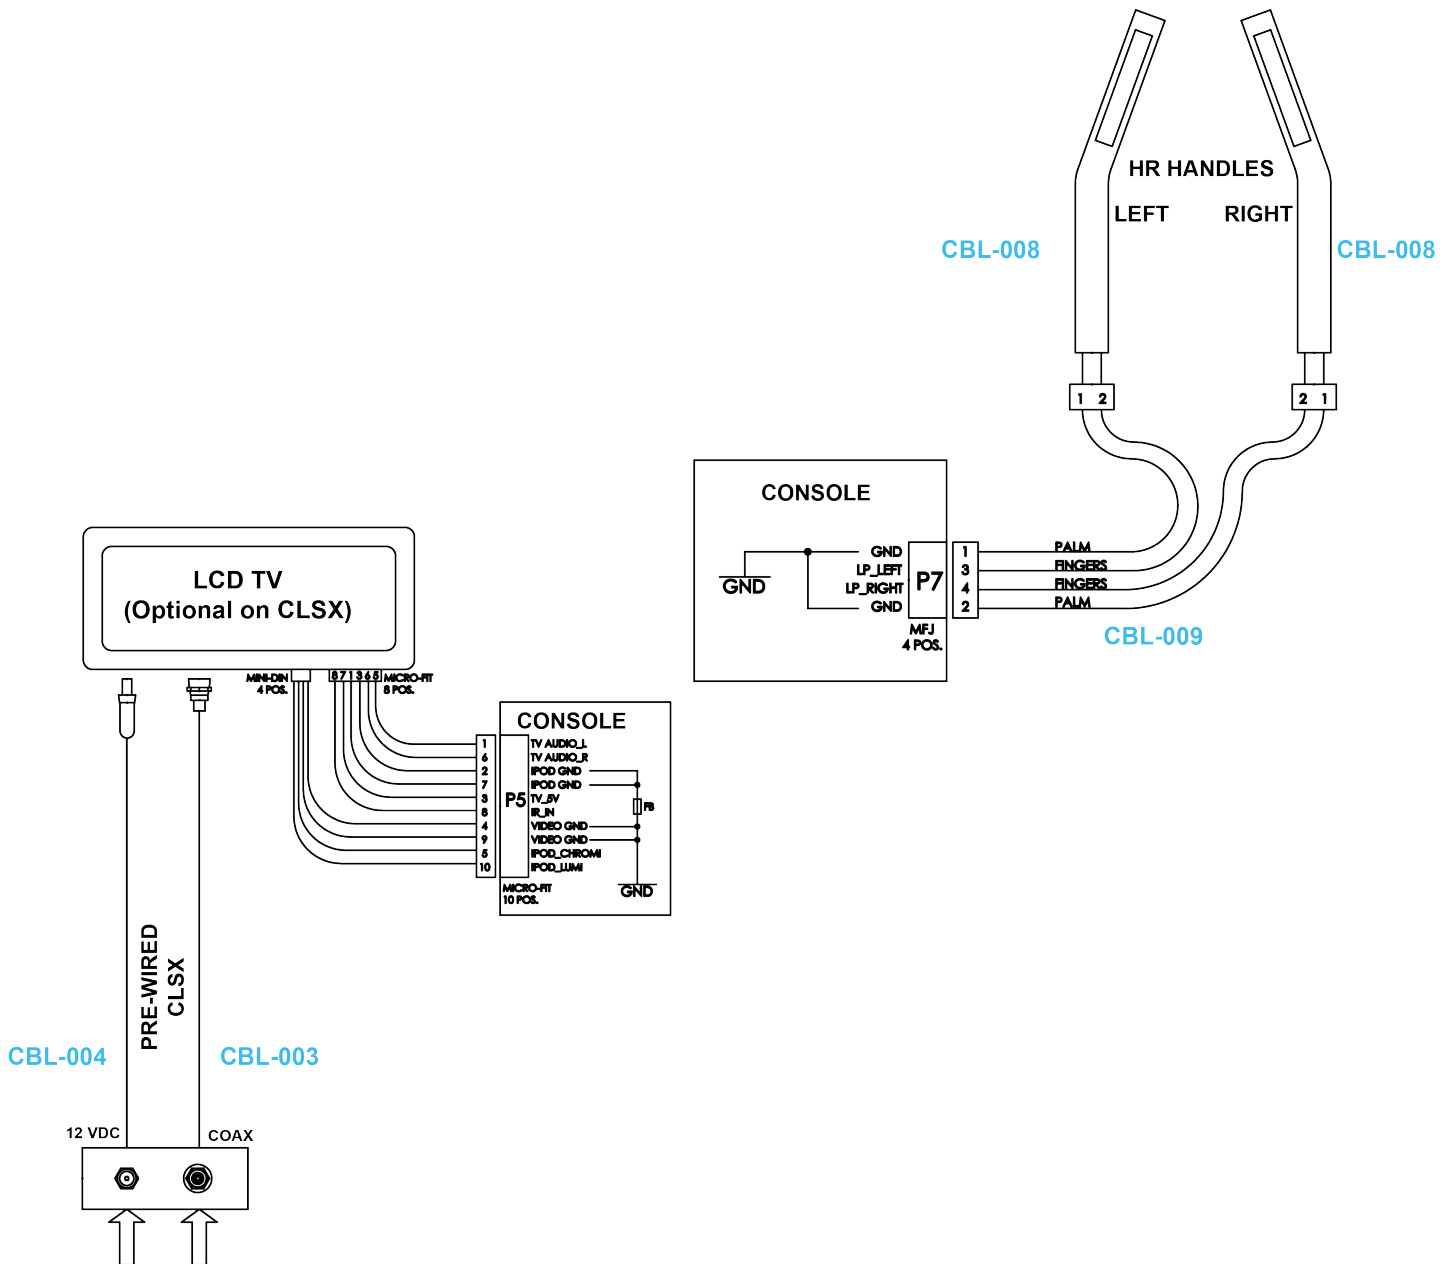 HR HANDLES
LEFT
RIGHT
CBL-008
CBL-008
1 2
2 1
CONSOLE
GND
GND
LP_LEFT
LP_RIGHT
GND
P7
MFJ
4 POS.
1
3
4
2
PALM
FINGERS
FINGERS
PALM
CBL-009
LCD TV
(Optional on CLSX)
MINI-DIN
4 POS.
8 7 1 3 6 5
MICRO-FIT
8 POS.
CONSOLE
1
6
2
7
3
8
4
9
5
10
P5
TV AUDIO_L
TV AUDIO_R
IPOD GND
IPOD GND
TV_5V
IR_IN
VIDEO GND
VIDEO GND
IPOD_CHROMI
IPOD_LUMI
FB
GND
MICRO-FIT
10 POS.
PRE-WIRED
CLSX
CBL-004
CBL-003
12 VDC
COAX